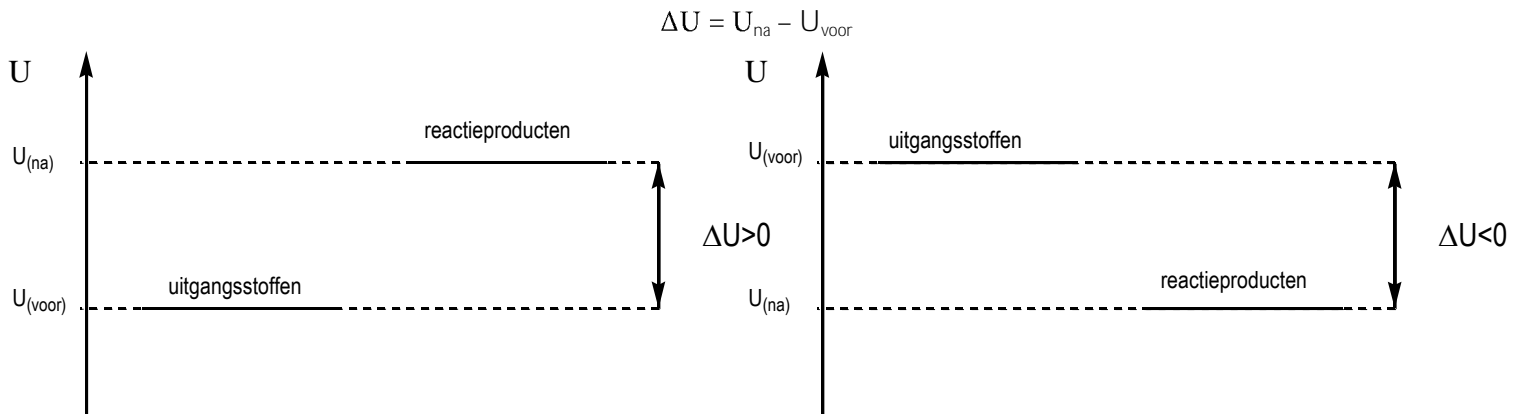 ΔU = U_na – U_voor
U
U_(na)
reactieproducten
ΔU>0
uitgangsstoffen
U_(voor)
U
U_(voor)
uitgangsstoffen
ΔU<0
reactieproducten
U_(na)